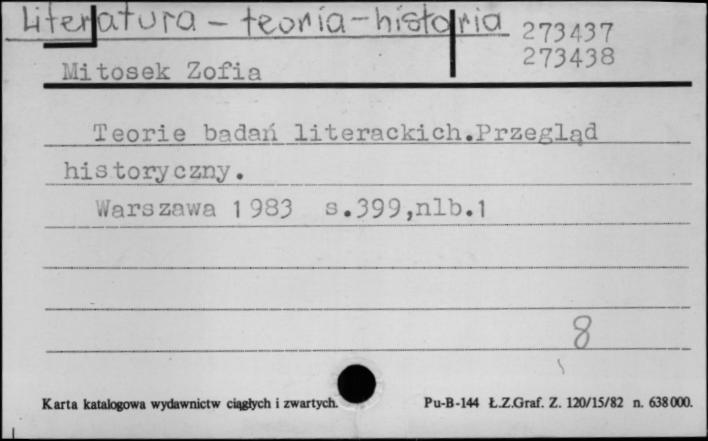 Literatura - teoria - historia
273437
273438
Mitosek Zofia
Teorie badań literackich.Przegląd
historyczny.
Warszawa 1983 s.399,nlb.1
8
Karta katalogowa wydawnictw ciągłych i zwartych.
Pu-B-144 Ł.Z.Graf. Z. 120/15/82 n. 638000.